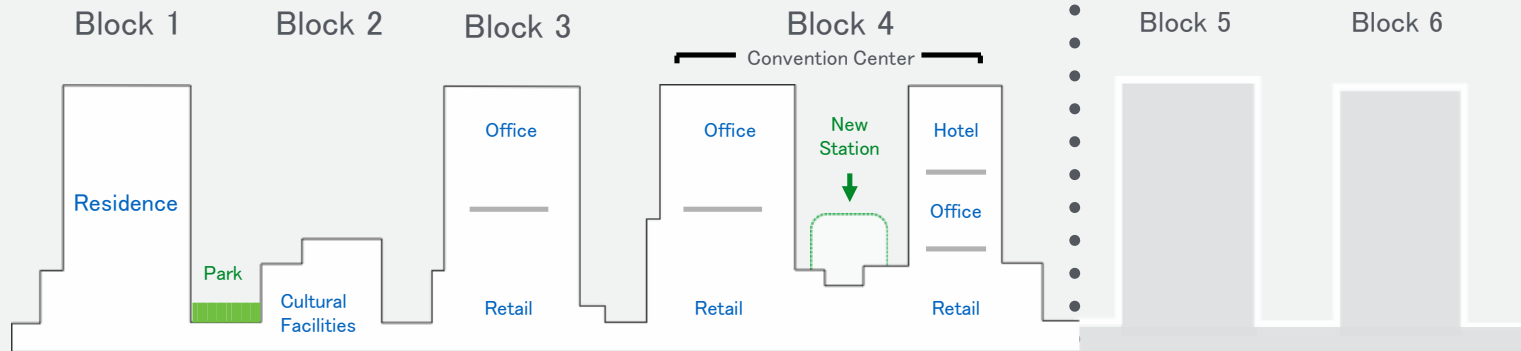 Block 1
Block 2
Block 3
Block 4
Block 5
Block 6
Convention Center
Office
Office
New
Station
Hotel
Residence
Office
Park
Cultural
Facilities
Retail
Retail
Retail